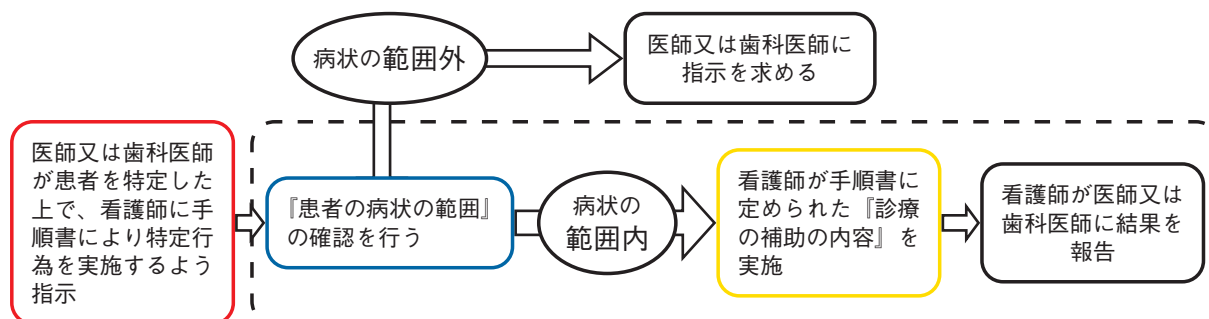 病状の範囲外
医師又は歯科医師に
指示を求める
医師又は歯科医師
が患者を特定した
上で、看護師に手
順書により特定行
為を実施するよう
指示
『患者の病状の範囲』
の確認を行う
病状の
範囲内
看護師が手順書に
定められた『診療
の補助の内容』を
実施
看護師が医師又は
歯科医師に結果を
報告